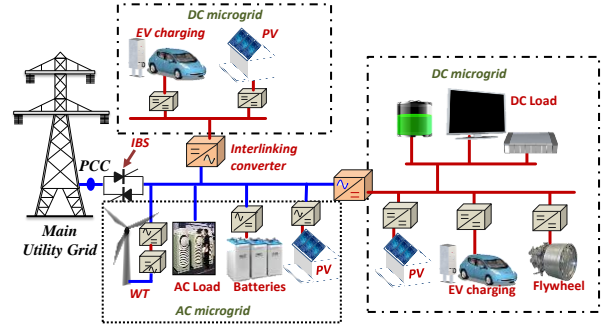 DC microgrid
EV charging
PV
DC microgrid
DC Load
IBS
Interlinking
converter
PCC
Main
Utility Grid
WT
AC Load
Batteries
PV
AC microgrid
PV
EV charging
Flywheel